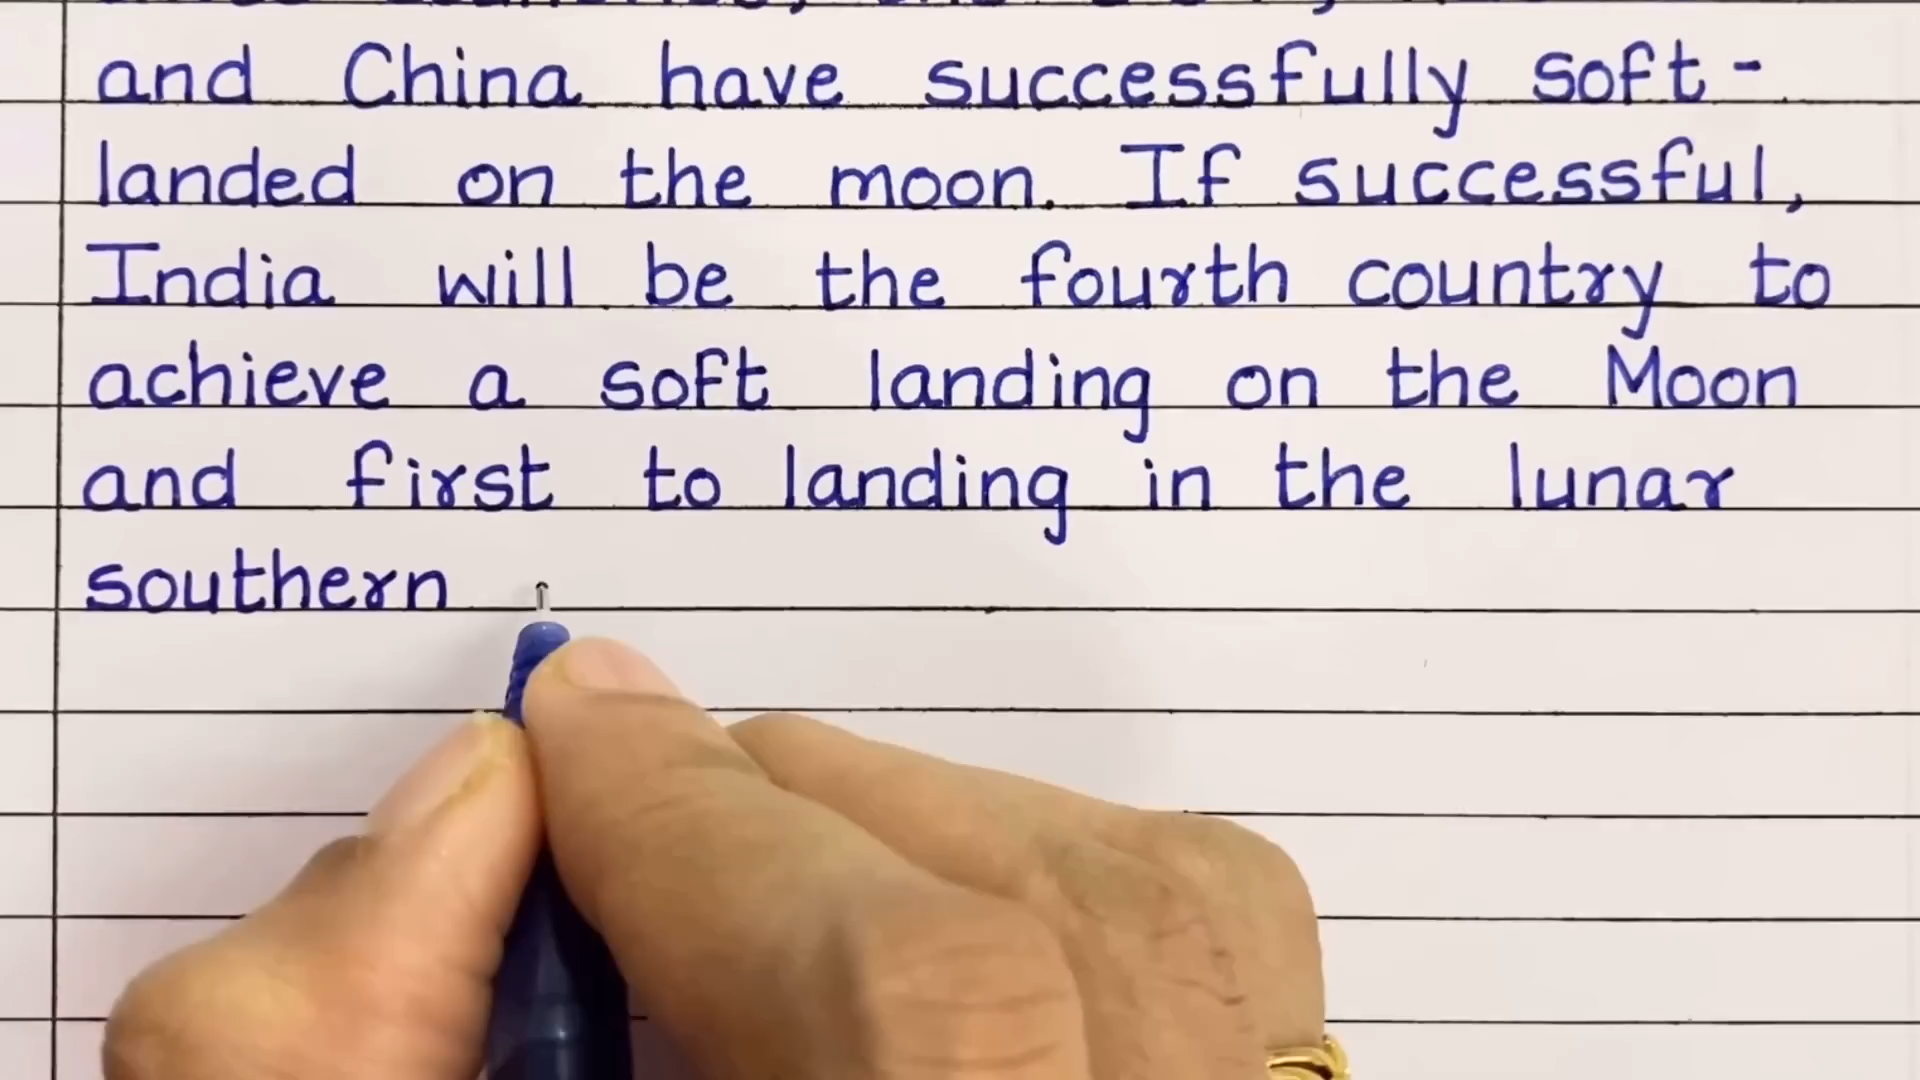 and China have successfully soft-
landed on the moon. If successful,
India will be the fourth country to
achieve a soft landing on the Moon
and first to landing in the lunar
southern